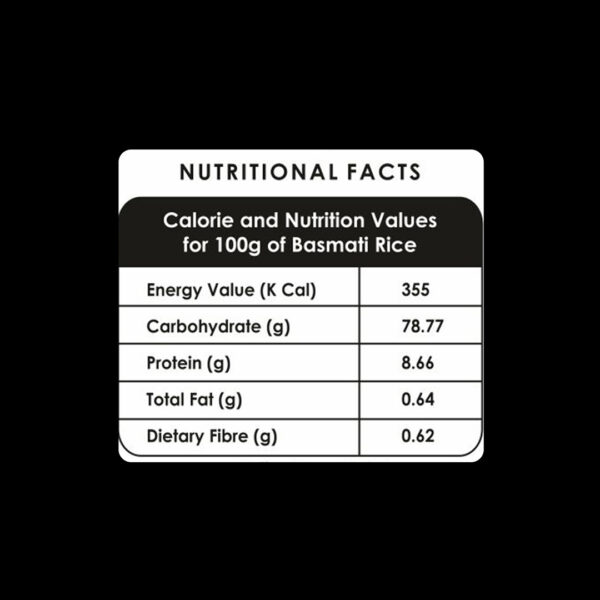 NUTRITIONAL FACTS
Calorie and Nutrition Values
for 100g of Basmati Rice
Energy Value (K Cal) 355
Carbohydrate (g) 78.77
Protein (g) 8.66
Total Fat (g) 0.64
Dietary Fibre (g) 0.62